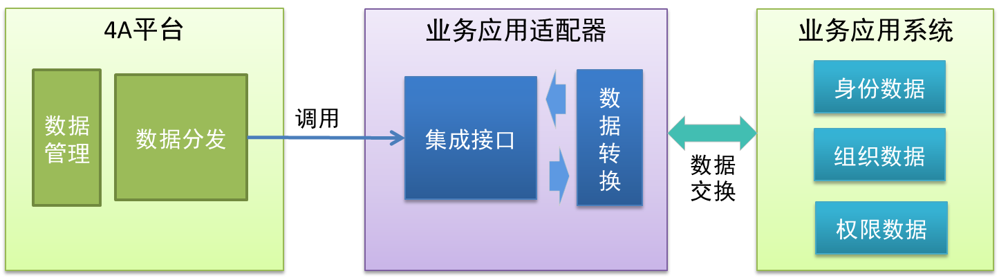 4A平台
数据
管理
数据分发
调用
业务应用适配器
集成接口
数
据
转
换
数据
交换
业务应用系统
身份数据
组织数据
权限数据